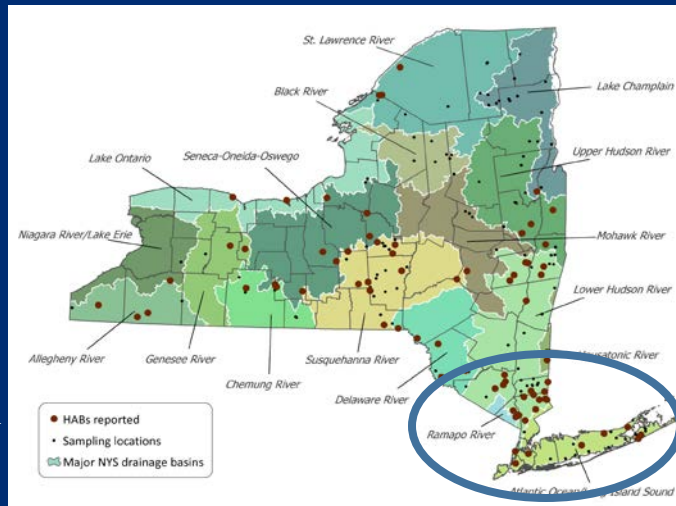 St. Lawrence River
Lake Champlain
Black River
Seneca-Oneida-Oswego
Upper Hudson River
Lake Ontario
Niagara River/Lake Erie
Mohawk River
Lower Hudson River
Housatonic River
Allegheny River
Genesee River
Chemung River
Susquehanna River
Delaware River
Ramapo River
Atlantic Ocean/Long Island Sound
HABs reported
Sampling locations
Major NYS drainage basins